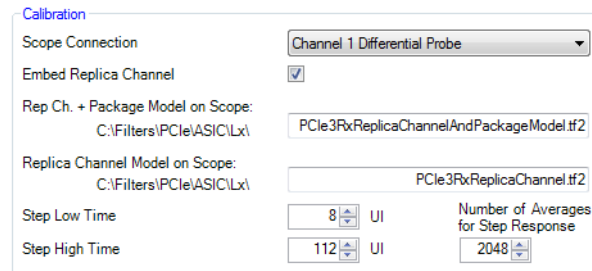 Calibration
Scope Connection
Channel 1 Differential Probe
Embed Replica Channel
Rep Ch. + Package Model on Scope:
C:\Filters\PCIe\ASIC\Lx\
PCIe3RxReplicaChannelAndPackageModel.tf2
Replica Channel Model on Scope:
C:\Filters\PCIe\ASIC\Lx\
PCIe3RxReplicaChannel.tf2
Step Low Time
8 UI
Number of Averages
for Step Response
Step High Time
112 UI
2048